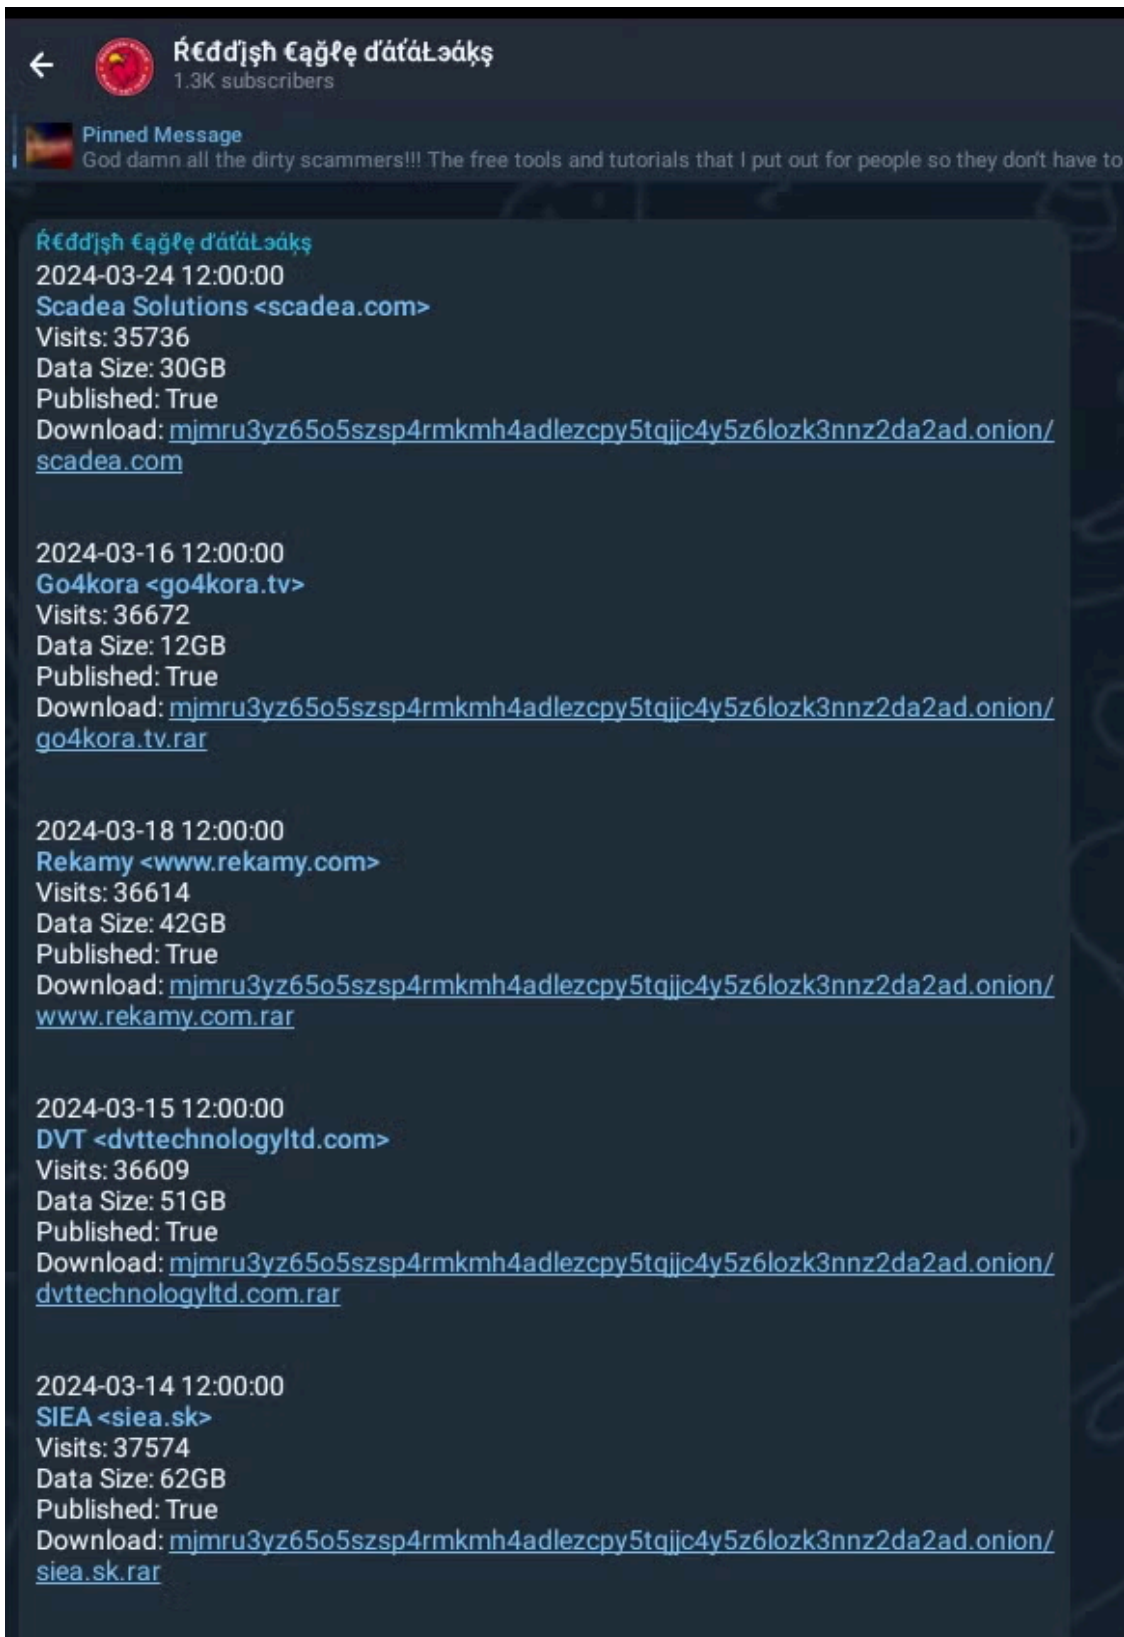 Ŕ€đďįşħ €ąğℓę ďáťáŁəáķş
1.3K subscribers
Pinned Message
God damn all the dirty scammers!!! The free tools and tutorials that I put out for people so they don't have to
Ŕ€đďįşħ €ąğℓę ďáťáŁəáķş
2024-03-24 12:00:00
Scadea Solutions <scadea.com>
Visits: 35736
Data Size: 30GB
Published: True
Download: mjmru3yz65o5szsp4rmkmh4adlezcpy5tqjjc4y5z6lozk3nnz2da2ad.onion/
scadea.com
2024-03-16 12:00:00
Go4kora <go4kora.tv>
Visits: 36672
Data Size: 12GB
Published: True
Download: mjmru3yz65o5szsp4rmkmh4adlezcpy5tqjjc4y5z6lozk3nnz2da2ad.onion/
go4kora.tv.rar
2024-03-18 12:00:00
Rekamy <www.rekamy.com>
Visits: 36614
Data Size: 42GB
Published: True
Download: mjmru3yz65o5szsp4rmkmh4adlezcpy5tqjjc4y5z6lozk3nnz2da2ad.onion/
www.rekamy.com.rar
2024-03-15 12:00:00
DVT <dvttechnologyltd.com>
Visits: 36609
Data Size: 51GB
Published: True
Download: mjmru3yz65o5szsp4rmkmh4adlezcpy5tqjjc4y5z6lozk3nnz2da2ad.onion/
dvttechnologyltd.com.rar
2024-03-14 12:00:00
SIEA <siea.sk>
Visits: 37574
Data Size: 62GB
Published: True
Download: mjmru3yz65o5szsp4rmkmh4adlezcpy5tqjjc4y5z6lozk3nnz2da2ad.onion/
siea.sk.rar